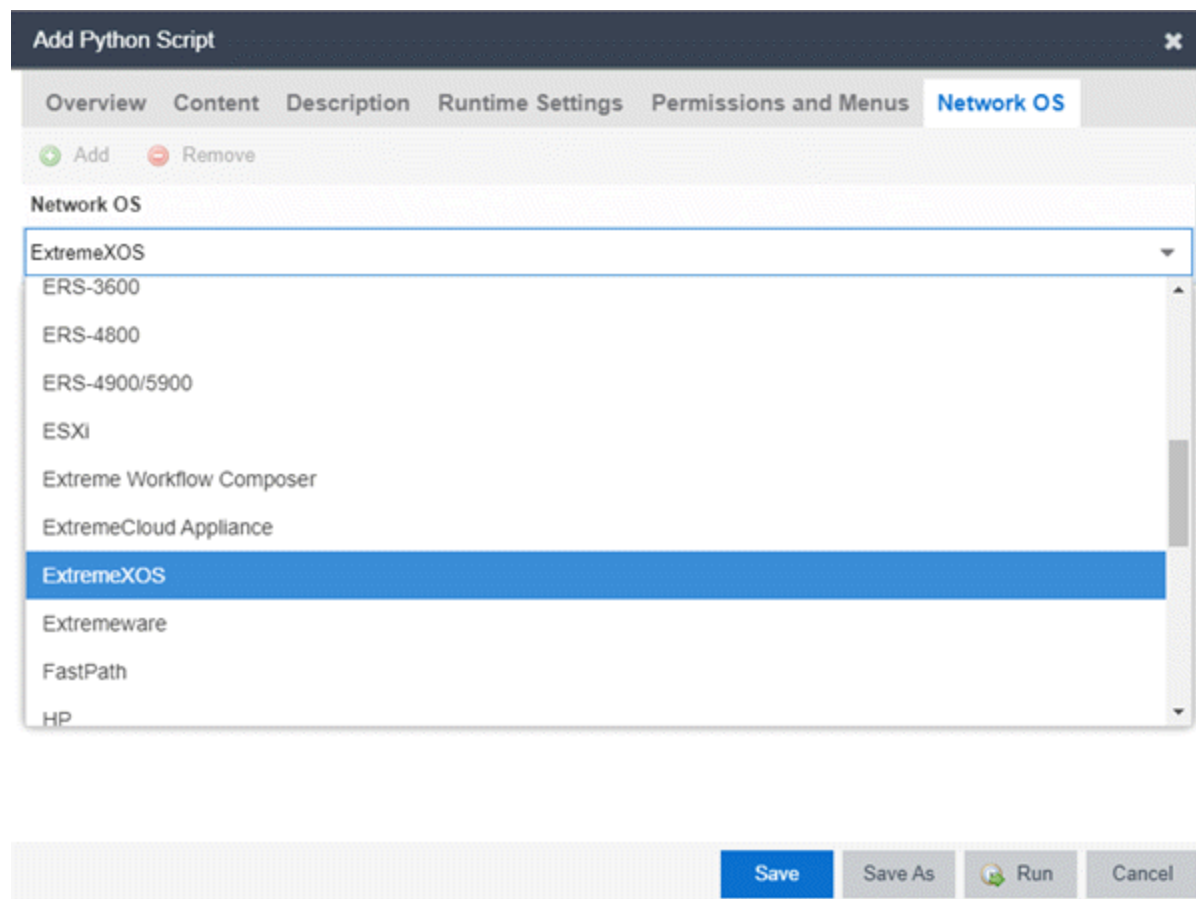 Add Python Script
Overview Content Description Runtime Settings Permissions and Menus Network OS
Add Remove
Network OS
ExtremeXOS
ERS-3600
ERS-4800
ERS-4900/5900
ESXi
Extreme Workflow Composer
ExtremeCloud Appliance
ExtremeXOS
Extremeware
FastPath
HP
Save Save As Run Cancel